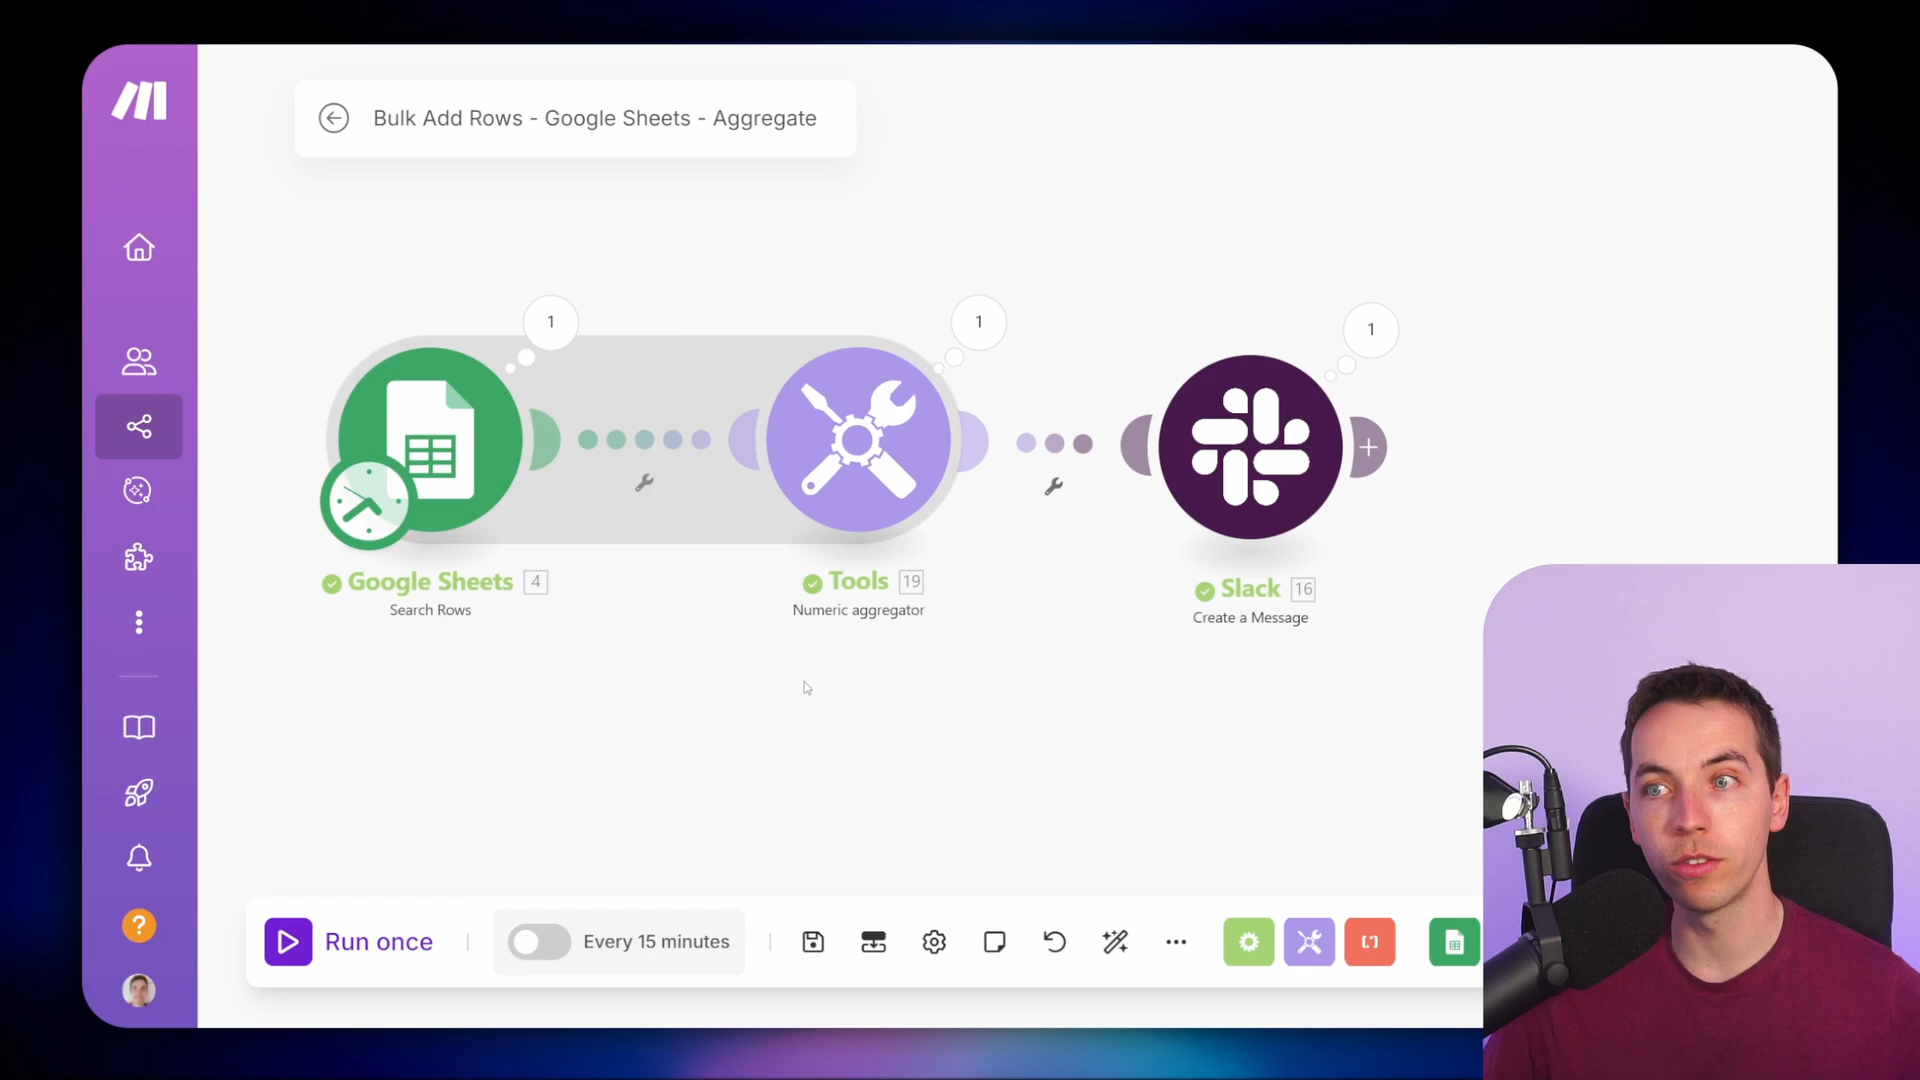 Bulk Add Rows - Google Sheets - Aggregate
1
1
1
Google Sheets 4
Search Rows
Tools 19
Numeric aggregator
Slack 16
Create a Message
?
Run once
Every 15 minutes